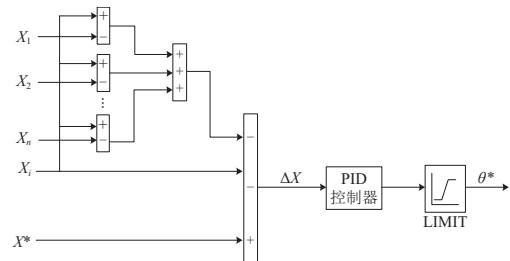 X₁
+
−
X₂
+
−
⋮
Xₙ
+
−
+
+
+
Xᵢ
X*
−
−
+
ΔX
PID
控制器
LIMIT
θ*